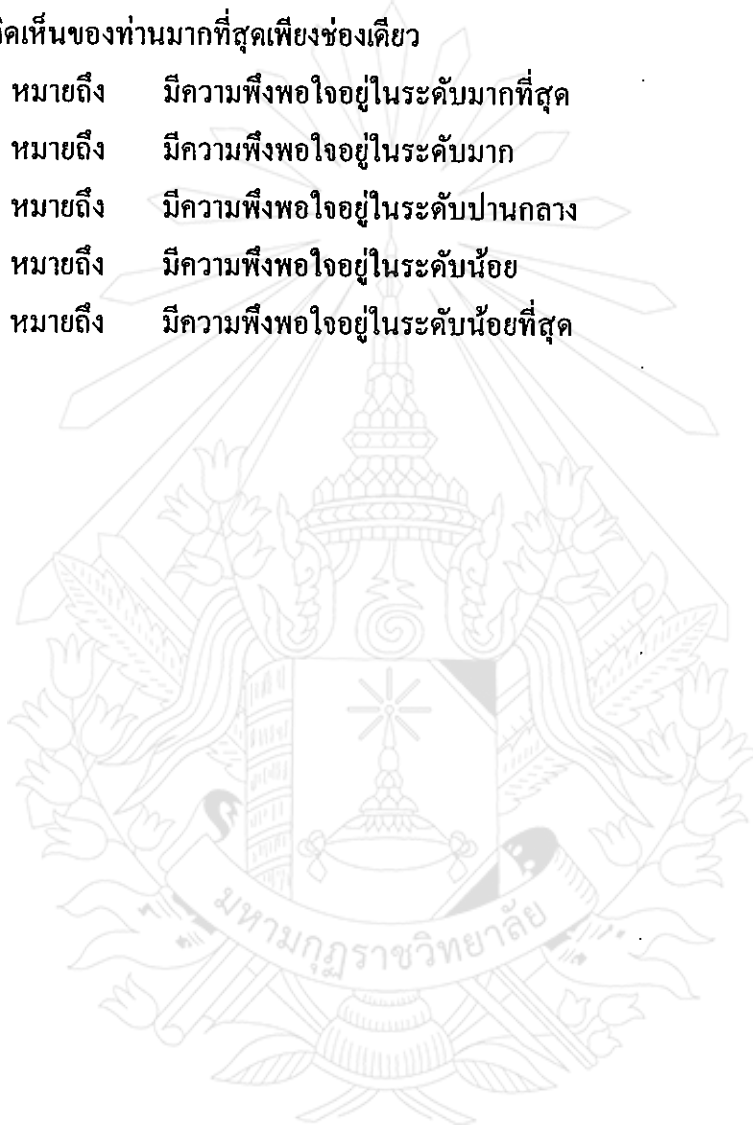 คิดเห็นของท่านมากที่สุดเพียงช่องเดียว
หมายถึง มีความพึงพอใจอยู่ในระดับมากที่สุด
หมายถึง มีความพึงพอใจอยู่ในระดับมาก
หมายถึง มีความพึงพอใจอยู่ในระดับปานกลาง
หมายถึง มีความพึงพอใจอยู่ในระดับน้อย
หมายถึง มีความพึงพอใจอยู่ในระดับน้อยที่สุด
มหามกุฏราชวิทยาลัย